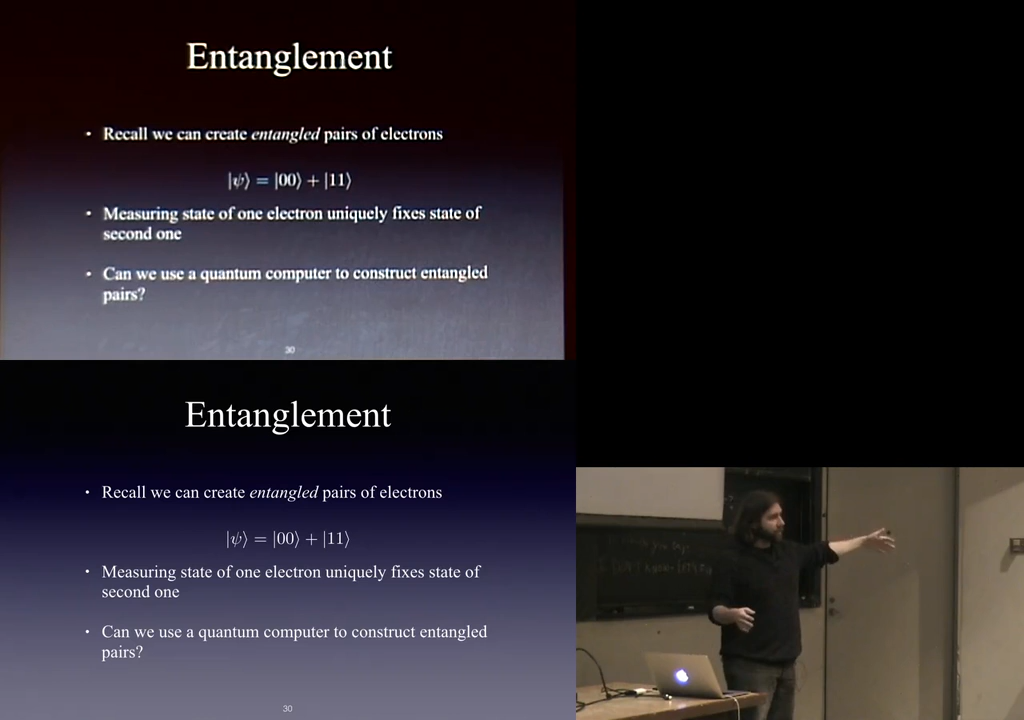 Entanglement
• Recall we can create entangled pairs of electrons
|ψ⟩ = |00⟩ + |11⟩
• Measuring state of one electron uniquely fixes state of
second one
• Can we use a quantum computer to construct entangled
pairs?
30
Entanglement
• Recall we can create entangled pairs of electrons
|ψ⟩ = |00⟩ + |11⟩
• Measuring state of one electron uniquely fixes state of
second one
• Can we use a quantum computer to construct entangled
pairs?
30